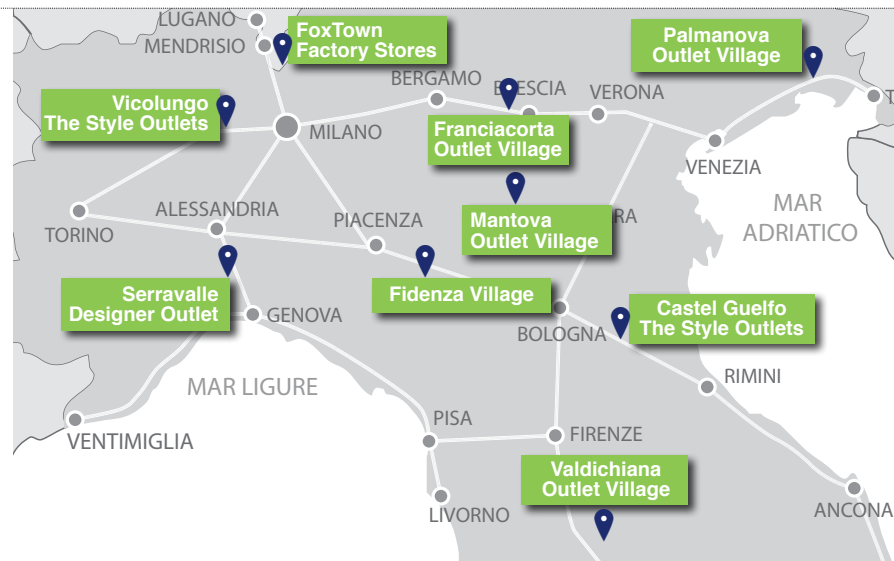 LUGANO
MENDRISIO
FoxTown
Factory Stores
Palmanova
Outlet Village
BERGAMO
VERONA
Vicolungo
The Style Outlets
MILANO
Franciacorta
Outlet Village
VENEZIA
MAR
ADRIATICO
TORINO
ALESSANDRIA
PIACENZA
Mantova
Outlet Village
Serravalle
Designer Outlet
GENOVA
Fidenza Village
BOLOGNA
Castel Guelfo
The Style Outlets
MAR LIGURE
RIMINI
VENTIMIGLIA
PISA
FIRENZE
Valdichiana
Outlet Village
LIVORNO
ANCONA